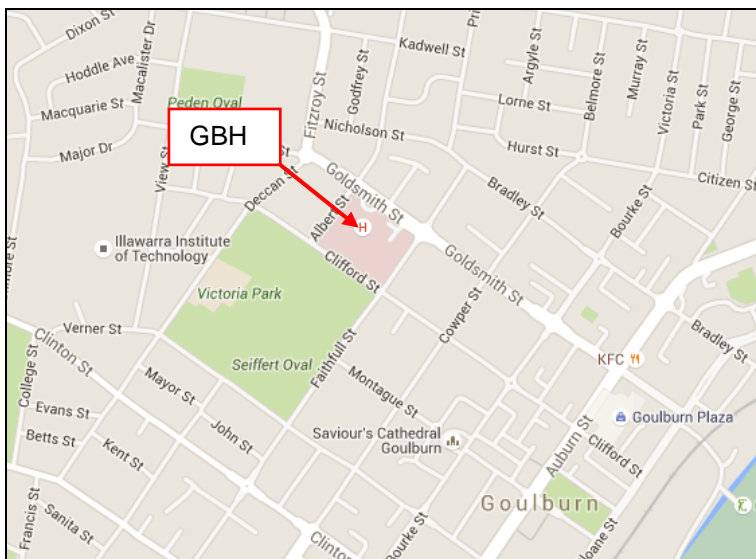 Dixon St
Hoddle Ave
Macalister Dr
Macquarie St
Major Dr
View St
Peden Oval
GBH
St
Deccan St
Fitzroy St
Godfrey St
Kadwell St
Nicholson St
Argyle St
Lorne St
Belmore St
Murray St
Victoria St
Park St
George St
Hurst St
Citizen St
Bradley St
Bourke St
Goldsmith St
Albert St
H
Clifford St
Goldsmith St
Illawarra Institute
of Technology
Victoria Park
Seiffert Oval
Faithfull St
Cowper St
Verner St
Clinton St
College St
Mayor St
John St
Evans St
Betts St
Kent St
Francis St
Sanita St
Montague St
Saviour's Cathedral
Goulburn
KFC
Bradley St
Goulburn Plaza
Auburn St
Clifford St
Goulburn
Bourke St
Clinton